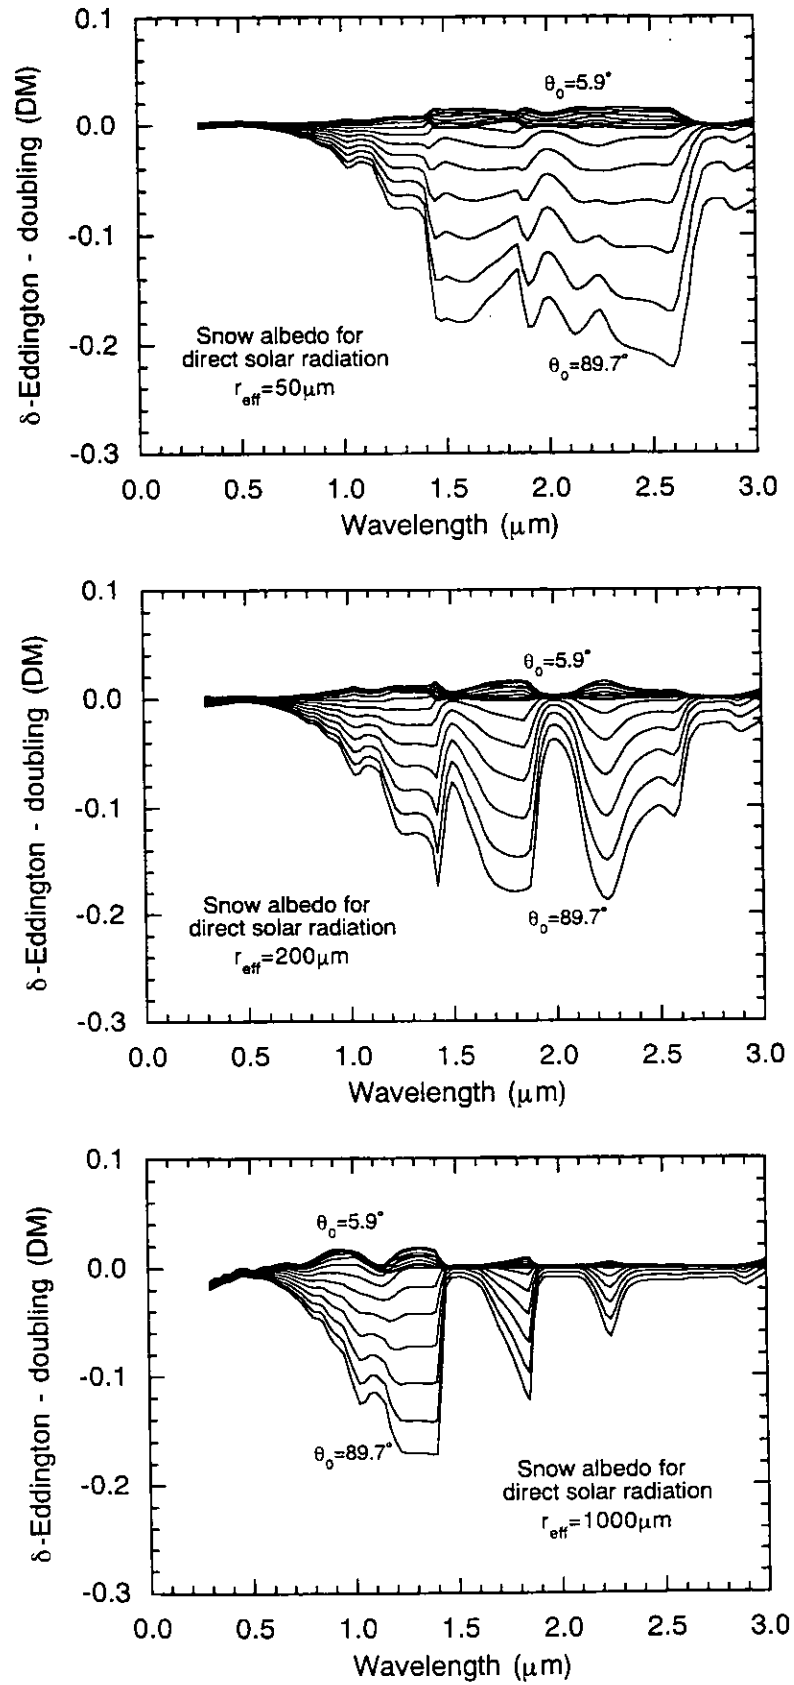 0.1
θ₀=5.9°
0.0
-0.1
-0.2
-0.3
δ-Eddington - doubling (DM)
Snow albedo for
direct solar radiation
r_eff=50μm
θ₀=89.7°
0.0 0.5 1.0 1.5 2.0 2.5 3.0
Wavelength (μm)
0.1
θ₀=5.9°
0.0
-0.1
-0.2
-0.3
δ-Eddington - doubling (DM)
Snow albedo for
direct solar radiation
r_eff=200μm
θ₀=89.7°
0.0 0.5 1.0 1.5 2.0 2.5 3.0
Wavelength (μm)
0.1
θ₀=5.9°
0.0
-0.1
-0.2
-0.3
δ-Eddington - doubling (DM)
θ₀=89.7°
Snow albedo for
direct solar radiation
r_eff=1000μm
0.0 0.5 1.0 1.5 2.0 2.5 3.0
Wavelength (μm)